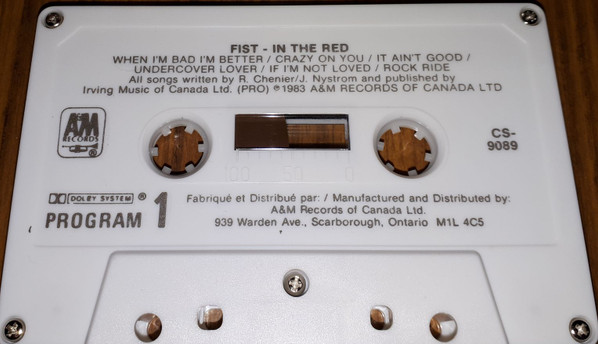 FIST - IN THE RED
WHEN I'M BAD I'M BETTER / CRAZY ON YOU / IT AIN'T GOOD /
UNDERCOVER LOVER / IF I'M NOT LOVED / ROCK RIDE
All songs written by R. Chenier/J. Nystrom and published by
Irving Music of Canada Ltd. (PRO) ℗1983 A&M RECORDS OF CANADA LTD
A&M
RECORDS
CS-
9089
100 50 0
DOLBY SYSTEM ®
PROGRAM 1
Fabriqué et Distribué par: / Manufactured and Distributed by:
A&M Records of Canada Ltd.
939 Warden Ave., Scarborough, Ontario M1L 4C5